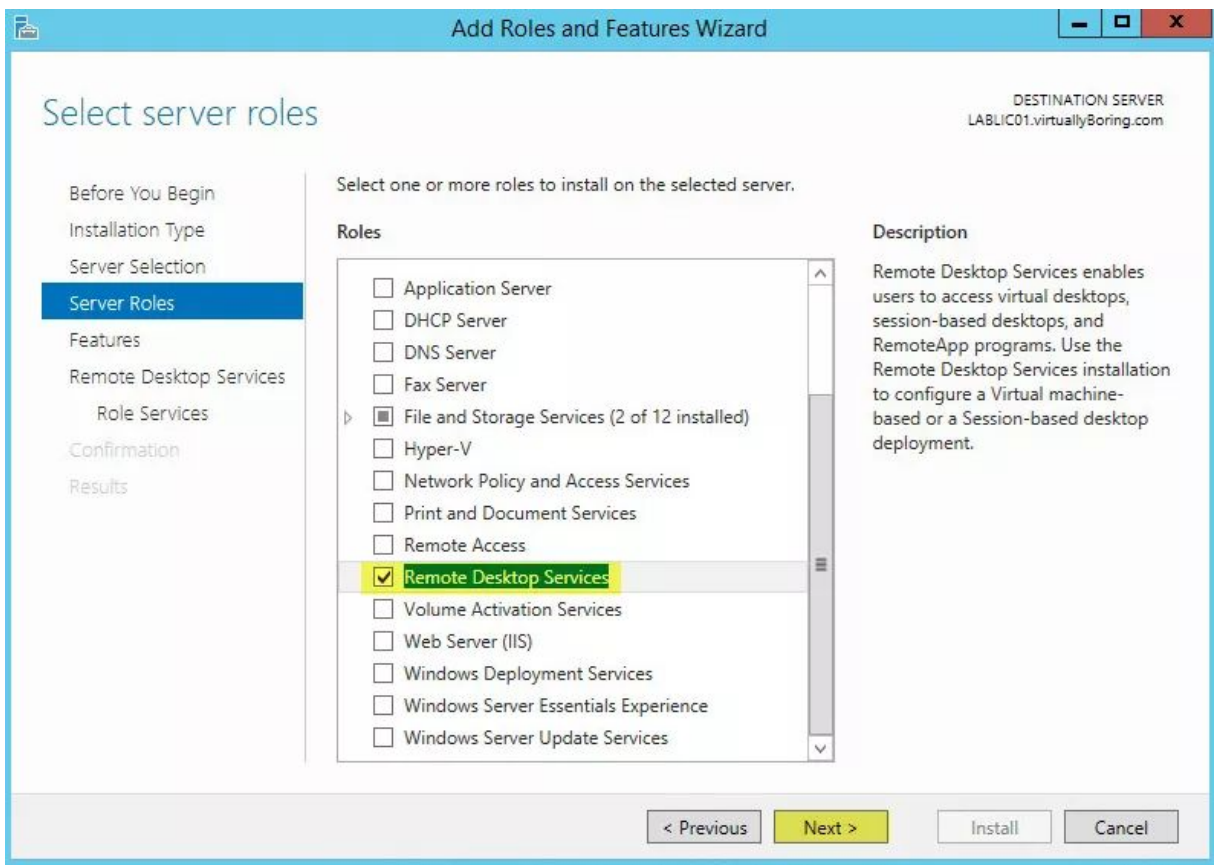 Add Roles and Features Wizard
Select server roles
DESTINATION SERVER
LABLIC01.virtuallyBoring.com
Before You Begin
Installation Type
Server Selection
Server Roles
Features
Remote Desktop Services
Role Services
Confirmation
Results
Select one or more roles to install on the selected server.
Roles
Application Server
DHCP Server
DNS Server
Fax Server
File and Storage Services (2 of 12 installed)
Hyper-V
Network Policy and Access Services
Print and Document Services
Remote Access
Remote Desktop Services
Volume Activation Services
Web Server (IIS)
Windows Deployment Services
Windows Server Essentials Experience
Windows Server Update Services
Description
Remote Desktop Services enables
users to access virtual desktops,
session-based desktops, and
RemoteApp programs. Use the
Remote Desktop Services installation
to configure a Virtual machine-
based or a Session-based desktop
deployment.
< Previous
Next >
Install
Cancel